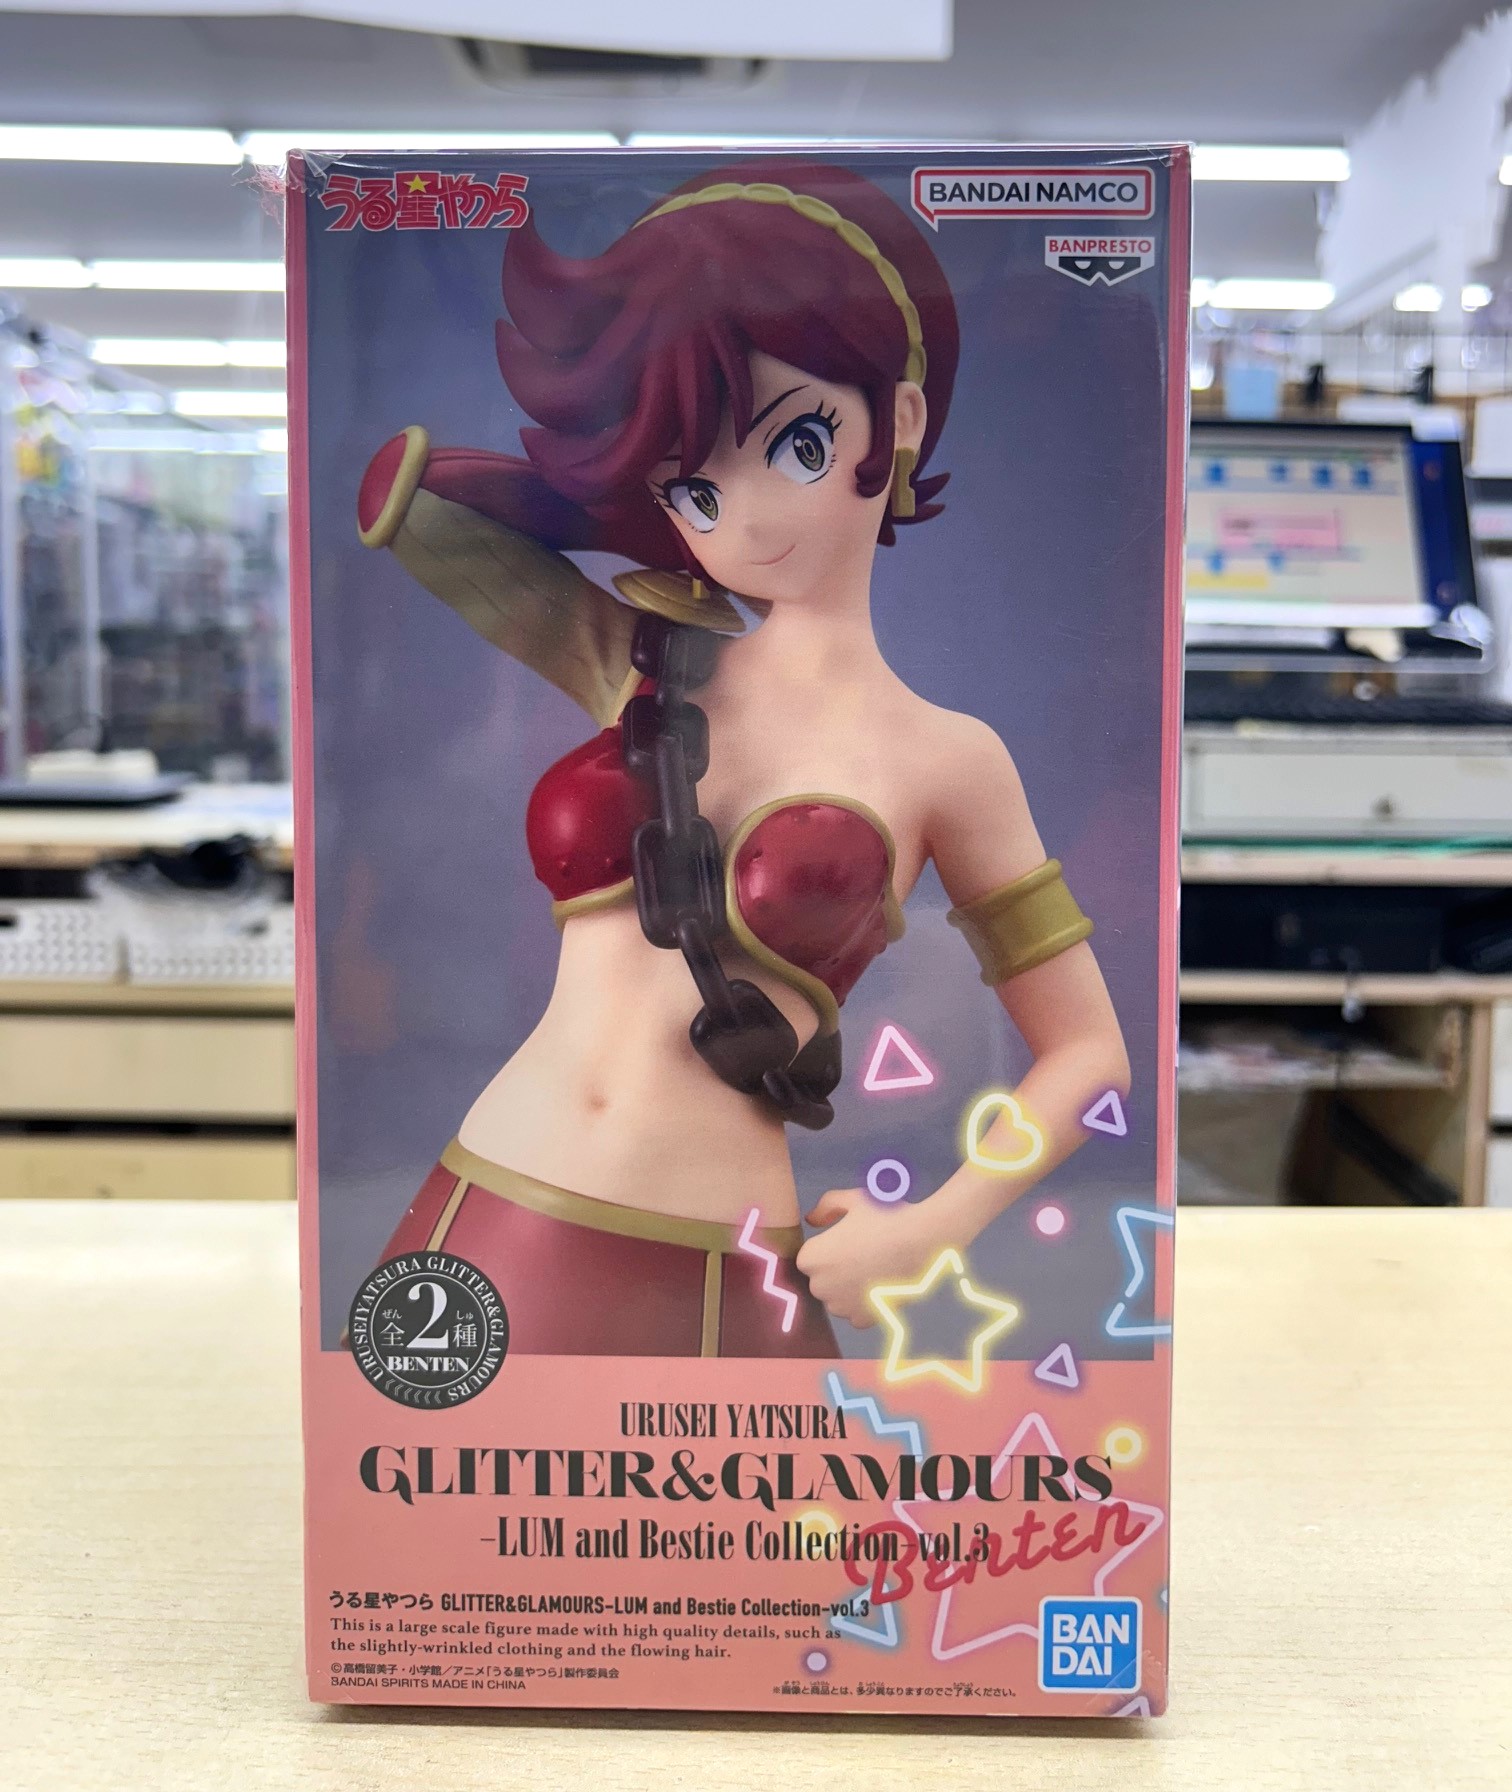 うる星やつら
BANDAI NAMCO
BANPRESTO
URUSEIYATSURA GLITTER&GLAMOURS
ぜん しゅ
全2種
BENTEN
URUSEI YATSURA
GLITTER&GLAMOURS
-LUM and Bestie Collection-vol.3
Benten
うる星やつら GLITTER&GLAMOURS-LUM and Bestie Collection-vol.3
This is a large scale figure made with high quality details, such as
the slightly-wrinkled clothing and the flowing hair.
©高橋留美子・小学館／アニメ「うる星やつら」製作委員会
BANDAI SPIRITS MADE IN CHINA
※画像と商品とは、多少異なりますのでご了承ください。
BAN
DAI